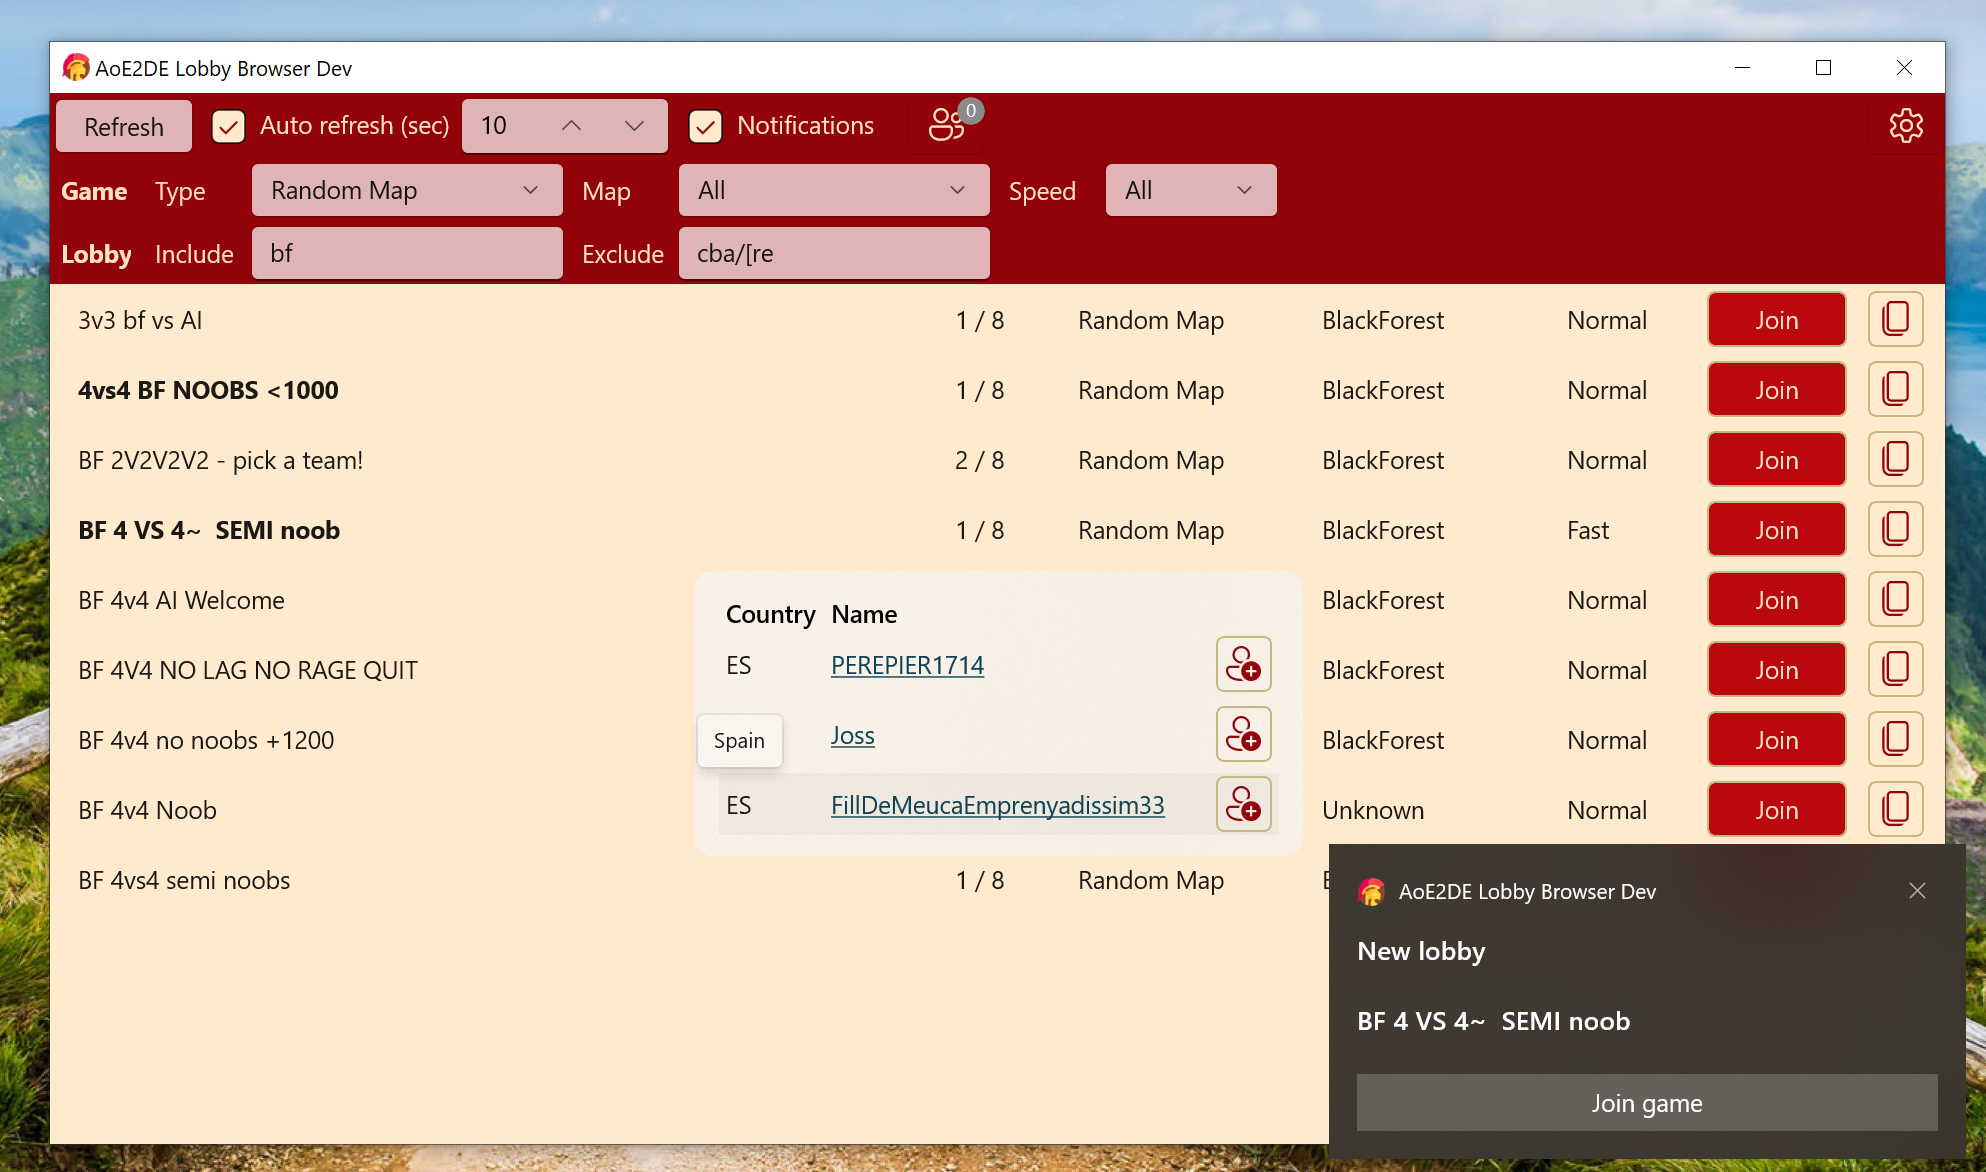 AoE2DE Lobby Browser Dev
Refresh Auto refresh (sec) 10 Notifications 0
Game Type Random Map Map All Speed All
Lobby Include bf Exclude cba/[re
3v3 bf vs AI 1 / 8 Random Map BlackForest Normal Join
4vs4 BF NOOBS <1000 1 / 8 Random Map BlackForest Normal Join
BF 2V2V2V2 - pick a team! 2 / 8 Random Map BlackForest Normal Join
BF 4 VS 4~  SEMI noob 1 / 8 Random Map BlackForest Fast Join
BF 4v4 AI Welcome BlackForest Normal Join
Country Name
ES PEREPIER1714
BF 4V4 NO LAG NO RAGE QUIT BlackForest Normal Join
Spain Joss
BF 4v4 no noobs +1200 BlackForest Normal Join
ES FillDeMeucaEmprenyadissim33
BF 4v4 Noob Unknown Normal Join
BF 4vs4 semi noobs 1 / 8 Random Map
AoE2DE Lobby Browser Dev
New lobby
BF 4 VS 4~  SEMI noob
Join game